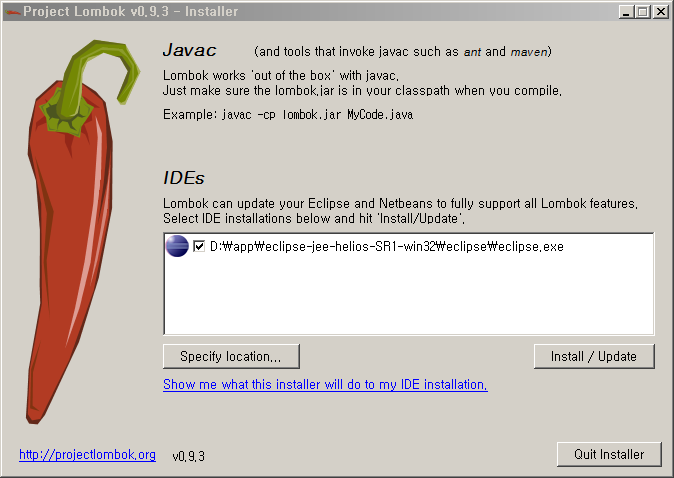 Project Lombok v0.9.3 - Installer
Javac (and tools that invoke javac such as ant and maven)
Lombok works 'out of the box' with javac.
Just make sure the lombok.jar is in your classpath when you compile.
Example: javac -cp lombok.jar MyCode.java
IDEs
Lombok can update your Eclipse and Netbeans to fully support all Lombok features.
Select IDE installations below and hit 'Install/Update'.
D:₩app₩eclipse-jee-helios-SR1-win32₩eclipse₩eclipse.exe
Specify location... Install / Update
Show me what this installer will do to my IDE installation.
http://projectlombok.org v0.9.3 Quit Installer